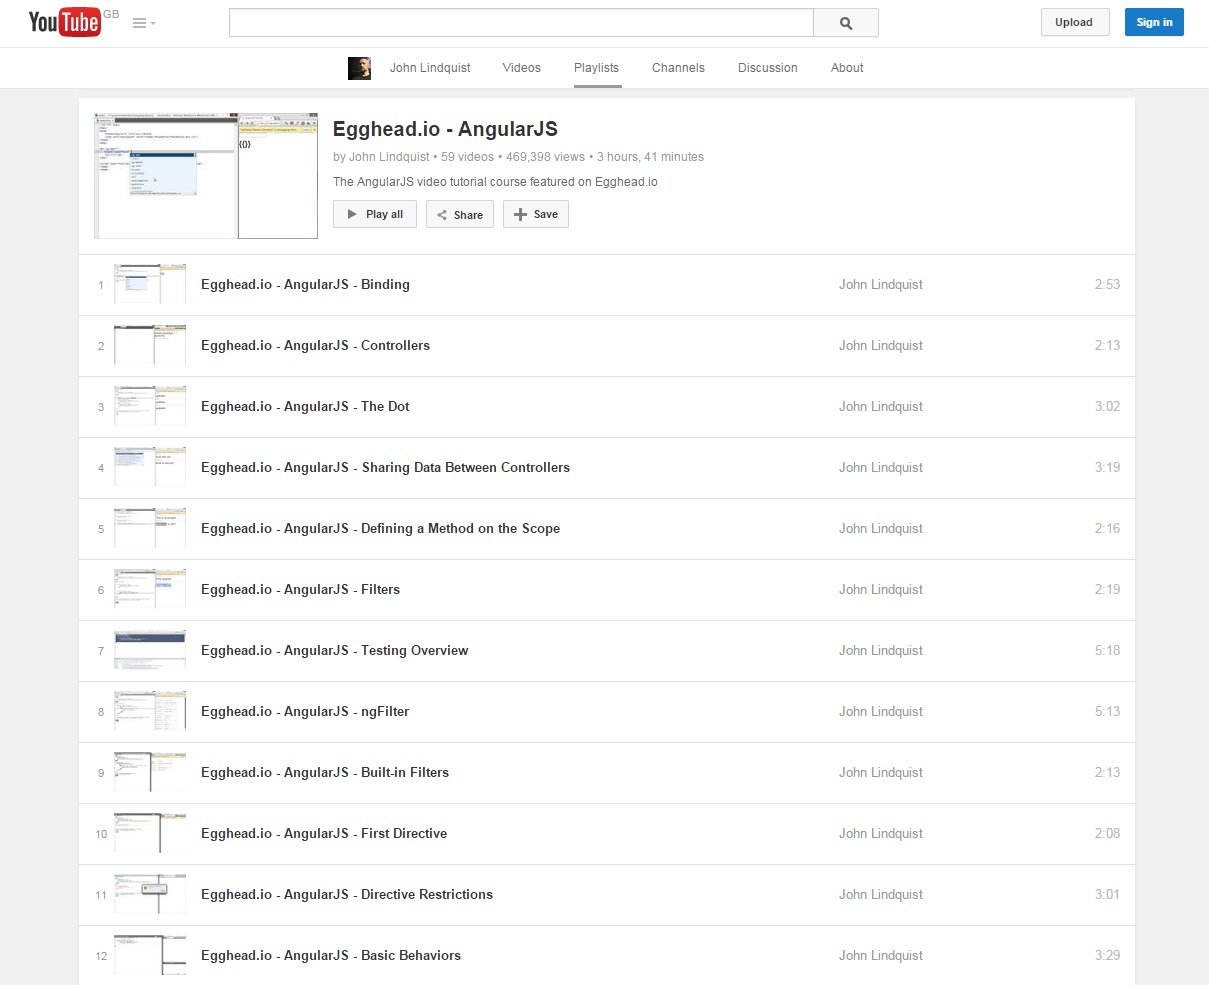 YouTube GB
Upload
Sign in
John Lindquist Videos Playlists Channels Discussion About
Egghead.io - AngularJS
by John Lindquist • 59 videos • 469,398 views • 3 hours, 41 minutes
The AngularJS video tutorial course featured on Egghead.io
Play all Share Save
1 Egghead.io - AngularJS - Binding John Lindquist 2:53
2 Egghead.io - AngularJS - Controllers John Lindquist 2:13
3 Egghead.io - AngularJS - The Dot John Lindquist 3:02
4 Egghead.io - AngularJS - Sharing Data Between Controllers John Lindquist 3:19
5 Egghead.io - AngularJS - Defining a Method on the Scope John Lindquist 2:16
6 Egghead.io - AngularJS - Filters John Lindquist 2:19
7 Egghead.io - AngularJS - Testing Overview John Lindquist 5:18
8 Egghead.io - AngularJS - ngFilter John Lindquist 5:13
9 Egghead.io - AngularJS - Built-in Filters John Lindquist 2:13
10 Egghead.io - AngularJS - First Directive John Lindquist 2:08
11 Egghead.io - AngularJS - Directive Restrictions John Lindquist 3:01
12 Egghead.io - AngularJS - Basic Behaviors John Lindquist 3:29